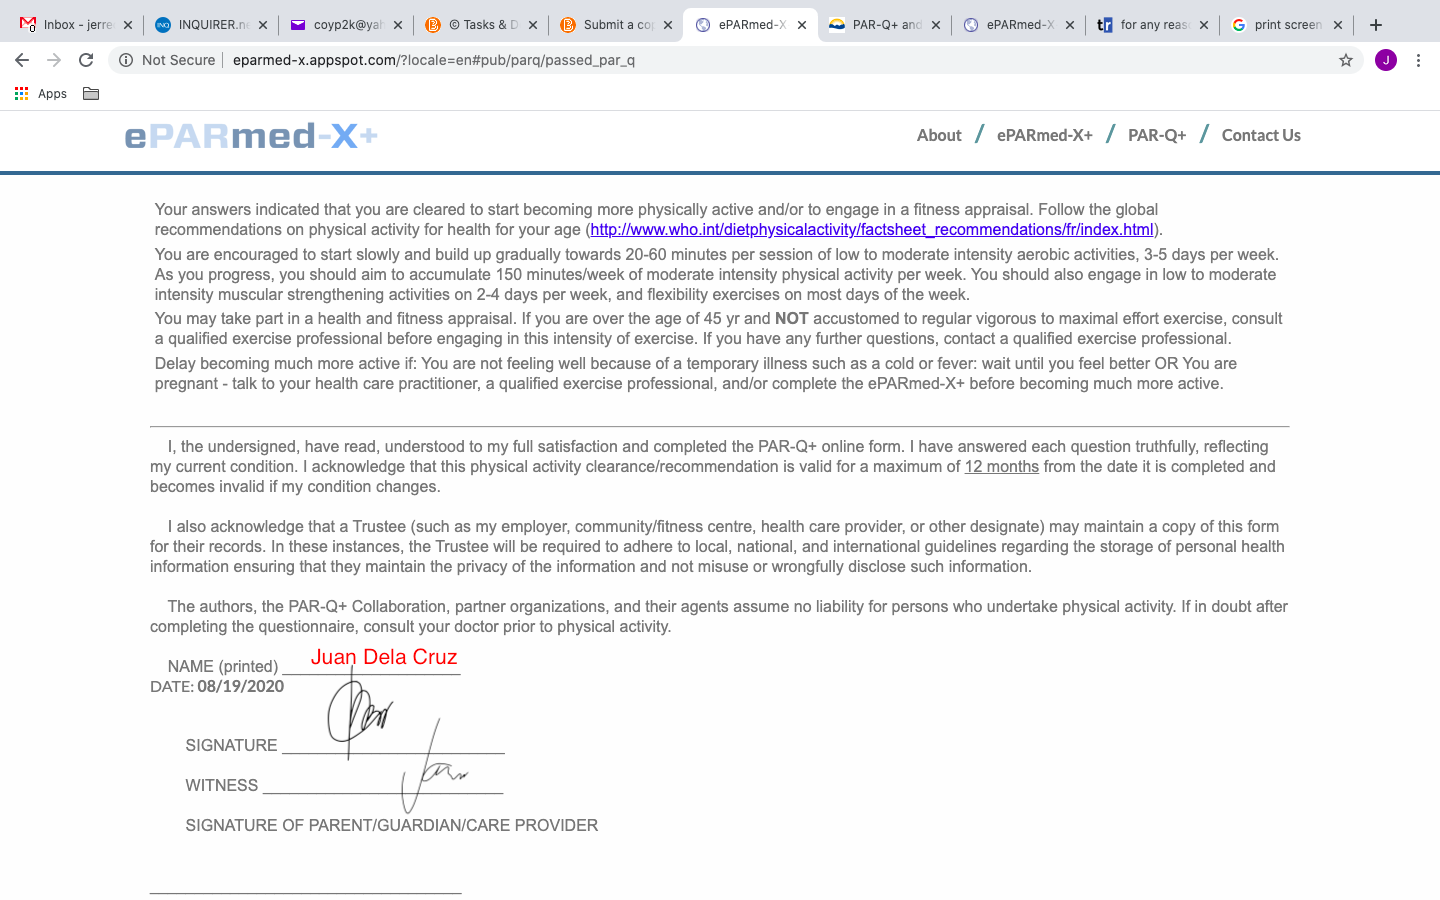 Inbox - jerre
INQUIRER.ne
coyp2k@yah
© Tasks & D
Submit a co
ePARmed-X
PAR-Q+ and
ePARmed-X
for any reas
print screen
Not Secure
eparmed-x.appspot.com/?locale=en#pub/parq/passed_par_q
J
Apps
ePARmed-X+
About / ePARmed-X+ / PAR-Q+ / Contact Us
Your answers indicated that you are cleared to start becoming more physically active and/or to engage in a fitness appraisal. Follow the global
recommendations on physical activity for health for your age (http://www.who.int/dietphysicalactivity/factsheet_recommendations/fr/index.html).
You are encouraged to start slowly and build up gradually towards 20-60 minutes per session of low to moderate intensity aerobic activities, 3-5 days per week.
As you progress, you should aim to accumulate 150 minutes/week of moderate intensity physical activity per week. You should also engage in low to moderate
intensity muscular strengthening activities on 2-4 days per week, and flexibility exercises on most days of the week.
You may take part in a health and fitness appraisal. If you are over the age of 45 yr and NOT accustomed to regular vigorous to maximal effort exercise, consult
a qualified exercise professional before engaging in this intensity of exercise. If you have any further questions, contact a qualified exercise professional.
Delay becoming much more active if: You are not feeling well because of a temporary illness such as a cold or fever: wait until you feel better OR You are
pregnant - talk to your health care practitioner, a qualified exercise professional, and/or complete the ePARmed-X+ before becoming much more active.
I, the undersigned, have read, understood to my full satisfaction and completed the PAR-Q+ online form. I have answered each question truthfully, reflecting
my current condition. I acknowledge that this physical activity clearance/recommendation is valid for a maximum of 12 months from the date it is completed and
becomes invalid if my condition changes.
I also acknowledge that a Trustee (such as my employer, community/fitness centre, health care provider, or other designate) may maintain a copy of this form
for their records. In these instances, the Trustee will be required to adhere to local, national, and international guidelines regarding the storage of personal health
information ensuring that they maintain the privacy of the information and not misuse or wrongfully disclose such information.
The authors, the PAR-Q+ Collaboration, partner organizations, and their agents assume no liability for persons who undertake physical activity. If in doubt after
completing the questionnaire, consult your doctor prior to physical activity.
NAME (printed) Juan Dela Cruz
DATE: 08/19/2020
SIGNATURE
WITNESS
SIGNATURE OF PARENT/GUARDIAN/CARE PROVIDER